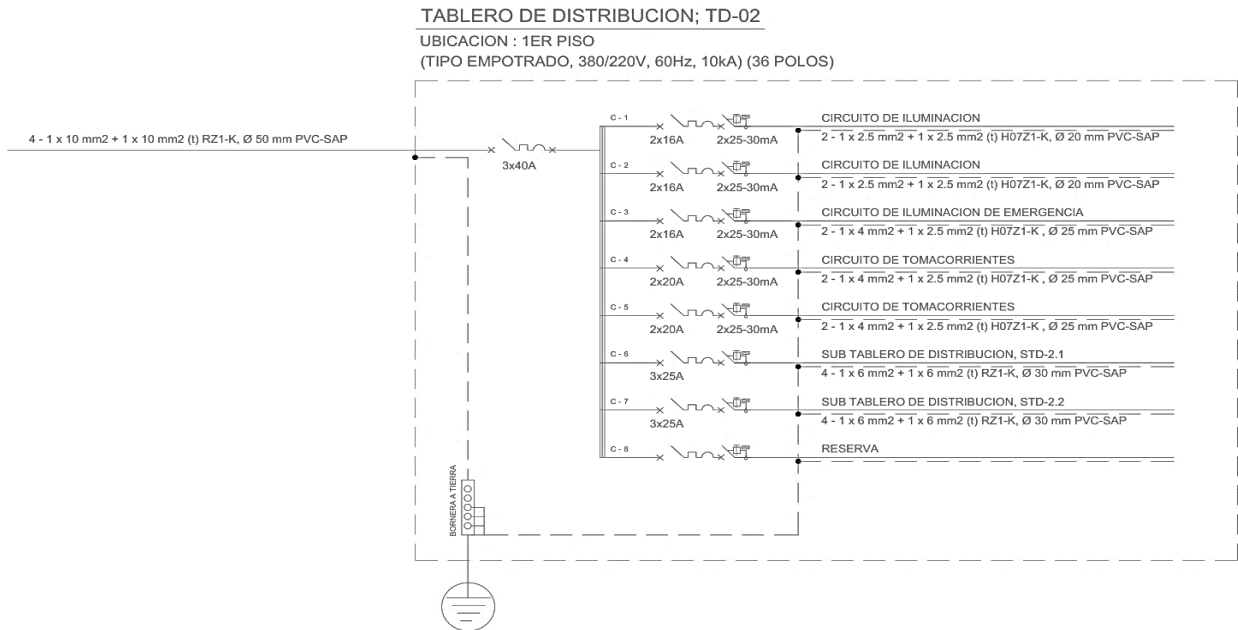 TABLERO DE DISTRIBUCION; TD-02
UBICACION : 1ER PISO
(TIPO EMPOTRADO, 380/220V, 60Hz, 10kA) (36 POLOS)
4 - 1 x 10 mm2 + 1 x 10 mm2 (t) RZ1-K, Ø 50 mm PVC-SAP
3x40A
C - 1
2x16A
2x25-30mA
CIRCUITO DE ILUMINACION
2 - 1 x 2.5 mm2 + 1 x 2.5 mm2 (t) H07Z1-K, Ø 20 mm PVC-SAP
C - 2
2x16A
2x25-30mA
CIRCUITO DE ILUMINACION
2 - 1 x 2.5 mm2 + 1 x 2.5 mm2 (t) H07Z1-K, Ø 20 mm PVC-SAP
C - 3
2x16A
2x25-30mA
CIRCUITO DE ILUMINACION DE EMERGENCIA
2 - 1 x 4 mm2 + 1 x 2.5 mm2 (t) H07Z1-K , Ø 25 mm PVC-SAP
C - 4
2x20A
2x25-30mA
CIRCUITO DE TOMACORRIENTES
2 - 1 x 4 mm2 + 1 x 2.5 mm2 (t) H07Z1-K , Ø 25 mm PVC-SAP
C - 5
2x20A
2x25-30mA
CIRCUITO DE TOMACORRIENTES
2 - 1 x 4 mm2 + 1 x 2.5 mm2 (t) H07Z1-K , Ø 25 mm PVC-SAP
C - 6
3x25A
SUB TABLERO DE DISTRIBUCION, STD-2.1
4 - 1 x 6 mm2 + 1 x 6 mm2 (t) RZ1-K, Ø 30 mm PVC-SAP
C - 7
3x25A
SUB TABLERO DE DISTRIBUCION, STD-2.2
4 - 1 x 6 mm2 + 1 x 6 mm2 (t) RZ1-K, Ø 30 mm PVC-SAP
C - 8
RESERVA
BORNERA A TIERRA